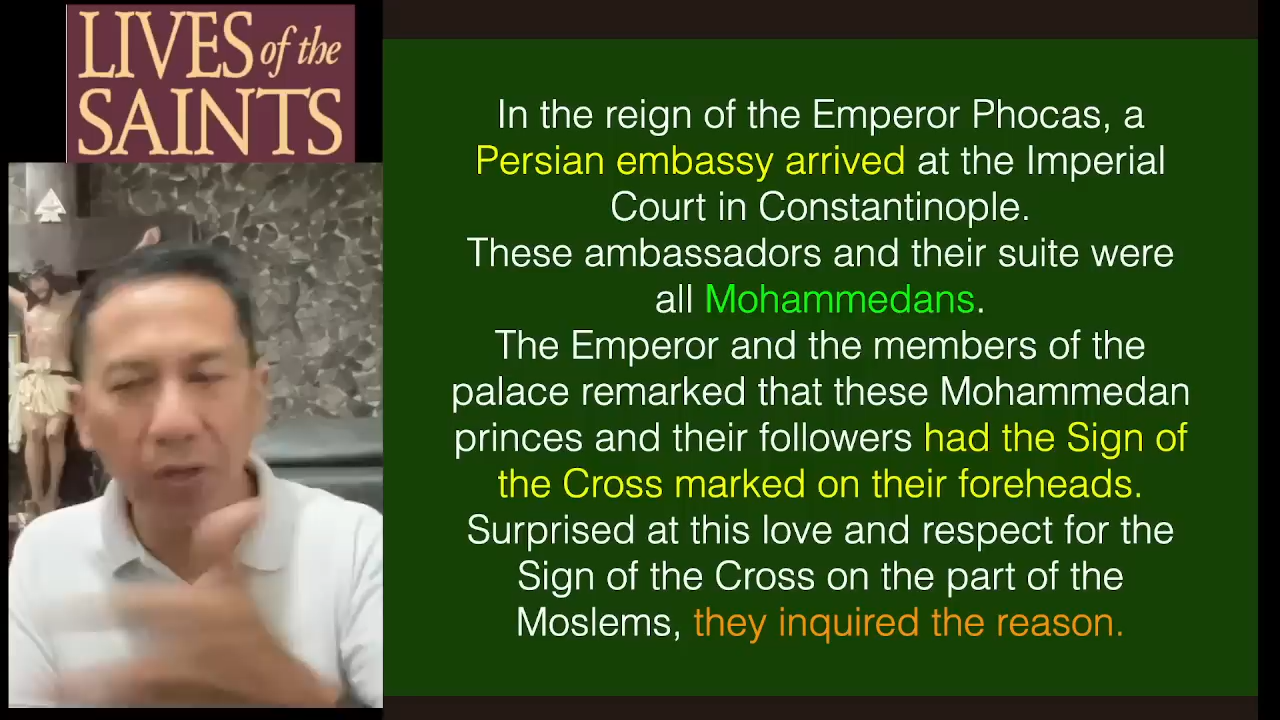 LIVES of the
SAINTS
In the reign of the Emperor Phocas, a
Persian embassy arrived at the Imperial
Court in Constantinople.
These ambassadors and their suite were
all Mohammedans.
The Emperor and the members of the
palace remarked that these Mohammedan
princes and their followers had the Sign of
the Cross marked on their foreheads.
Surprised at this love and respect for the
Sign of the Cross on the part of the
Moslems, they inquired the reason.